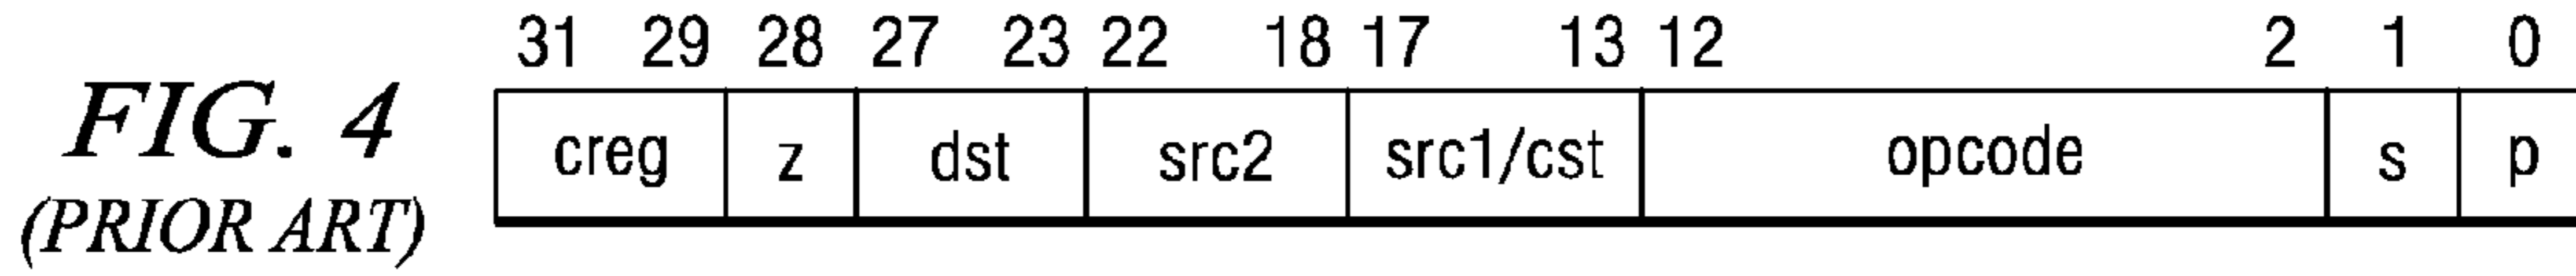 31 29 28 27 23 22 18 17 13 12 2 1 0
FIG. 4
creg z dst src2 src1/cst opcode s p
(PRIOR ART)